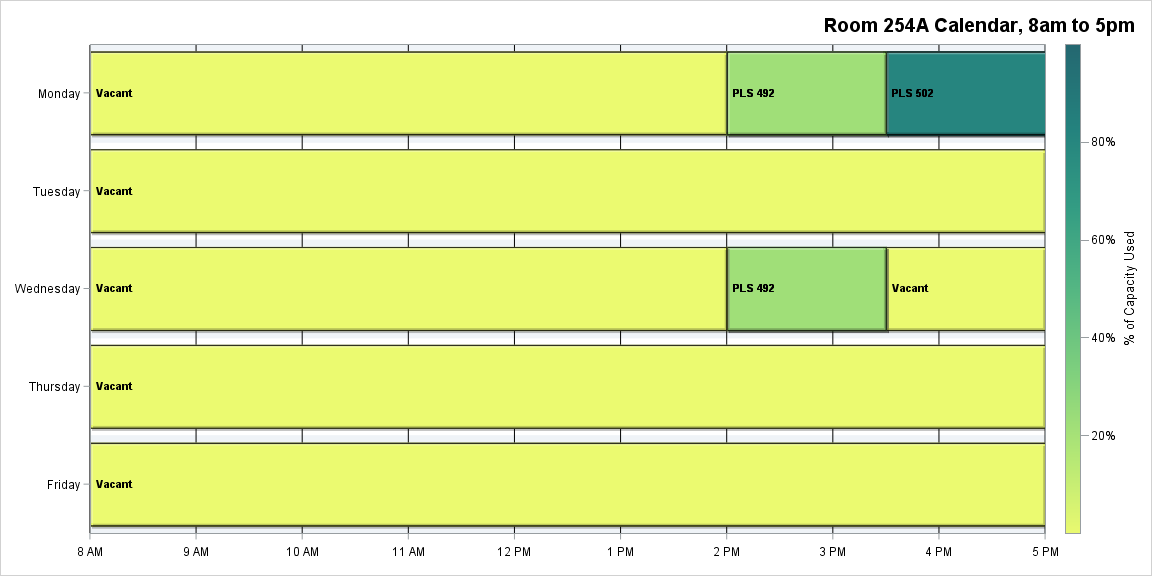 Room 254A Calendar, 8am to 5pm
Monday
Vacant
PLS 492
PLS 502
Tuesday
Vacant
Wednesday
Vacant
PLS 492
Vacant
Thursday
Vacant
Friday
Vacant
8 AM
9 AM
10 AM
11 AM
12 PM
1 PM
2 PM
3 PM
4 PM
5 PM
80%
60%
40%
20%
% of Capacity Used